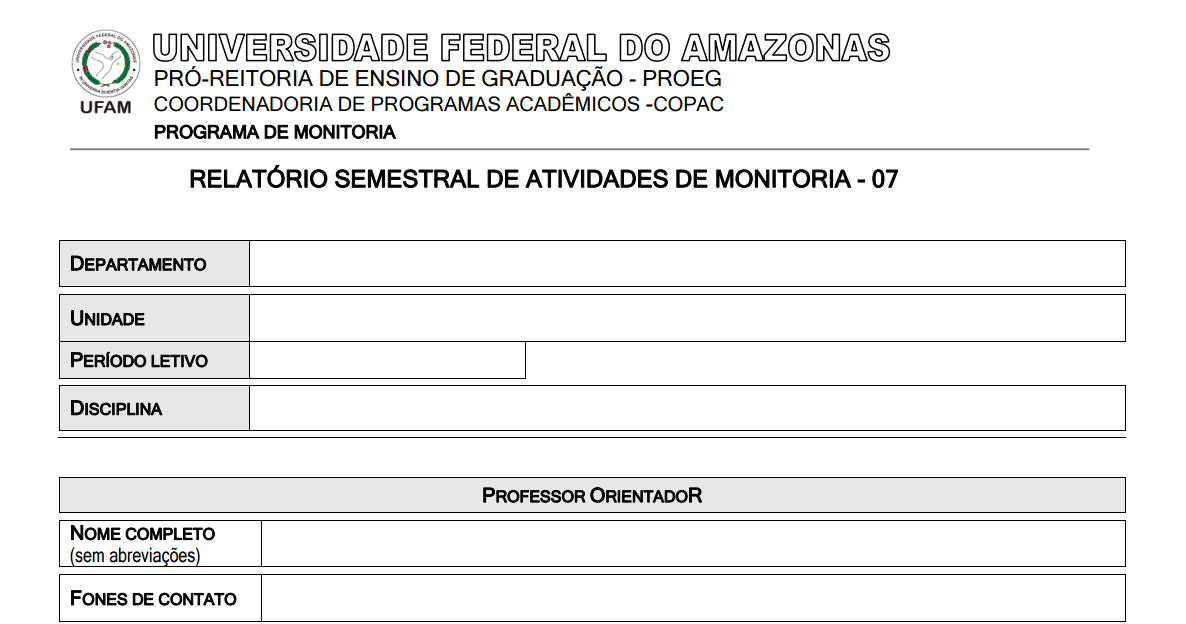 UNIVERSIDADE FEDERAL DO AMAZONAS
PRÓ-REITORIA DE ENSINO DE GRADUAÇÃO - PROEG
COORDENADORIA DE PROGRAMAS ACADÊMICOS -COPAC
UFAM
PROGRAMA DE MONITORIA
RELATÓRIO SEMESTRAL DE ATIVIDADES DE MONITORIA - 07
DEPARTAMENTO
UNIDADE
PERÍODO LETIVO
DISCIPLINA
PROFESSOR ORIENTADOR
NOME COMPLETO
(sem abreviações)
FONES DE CONTATO